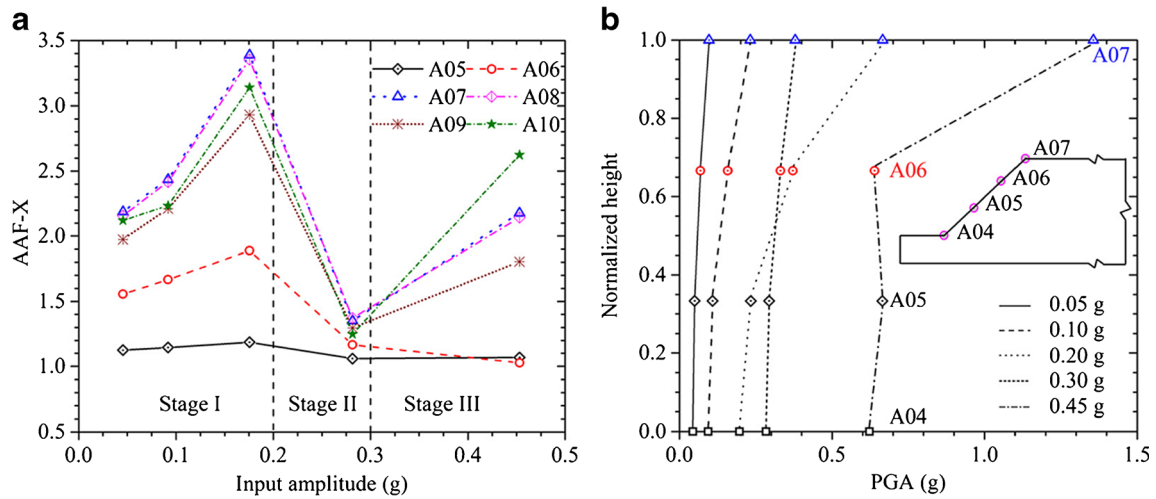 a
3.5
3.0
2.5
2.0
1.5
1.0
0.5
AAF-X
A05
A06
A07
A08
A09
A10
Stage I
Stage II
Stage III
0.0
0.1
0.2
0.3
0.4
0.5
Input amplitude (g)
b
1.0
0.8
0.6
0.4
0.2
0.0
Normalized height
A07
A06
A05
A04
A07
A06
A05
A04
0.05 g
0.10 g
0.20 g
0.30 g
0.45 g
0.0
0.5
1.0
1.5
PGA (g)